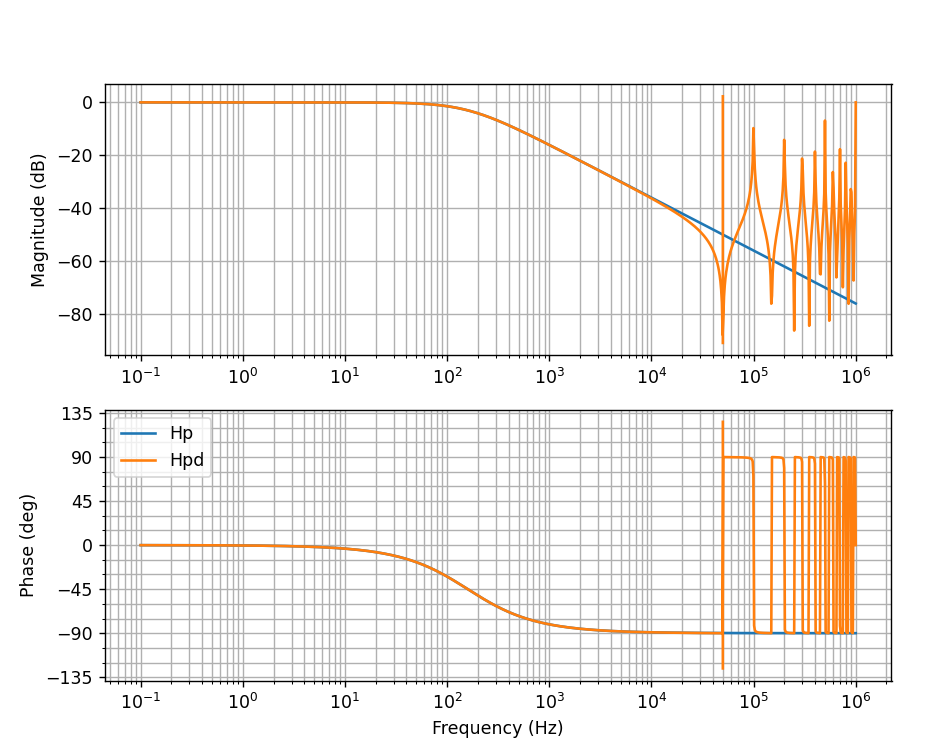 0
−20
−40
−60
−80
Magnitude (dB)
10⁻¹ 10⁰ 10¹ 10² 10³ 10⁴ 10⁵ 10⁶
135
90
45
0
−45
−90
−135
Phase (deg)
Hp
Hpd
10⁻¹ 10⁰ 10¹ 10² 10³ 10⁴ 10⁵ 10⁶
Frequency (Hz)